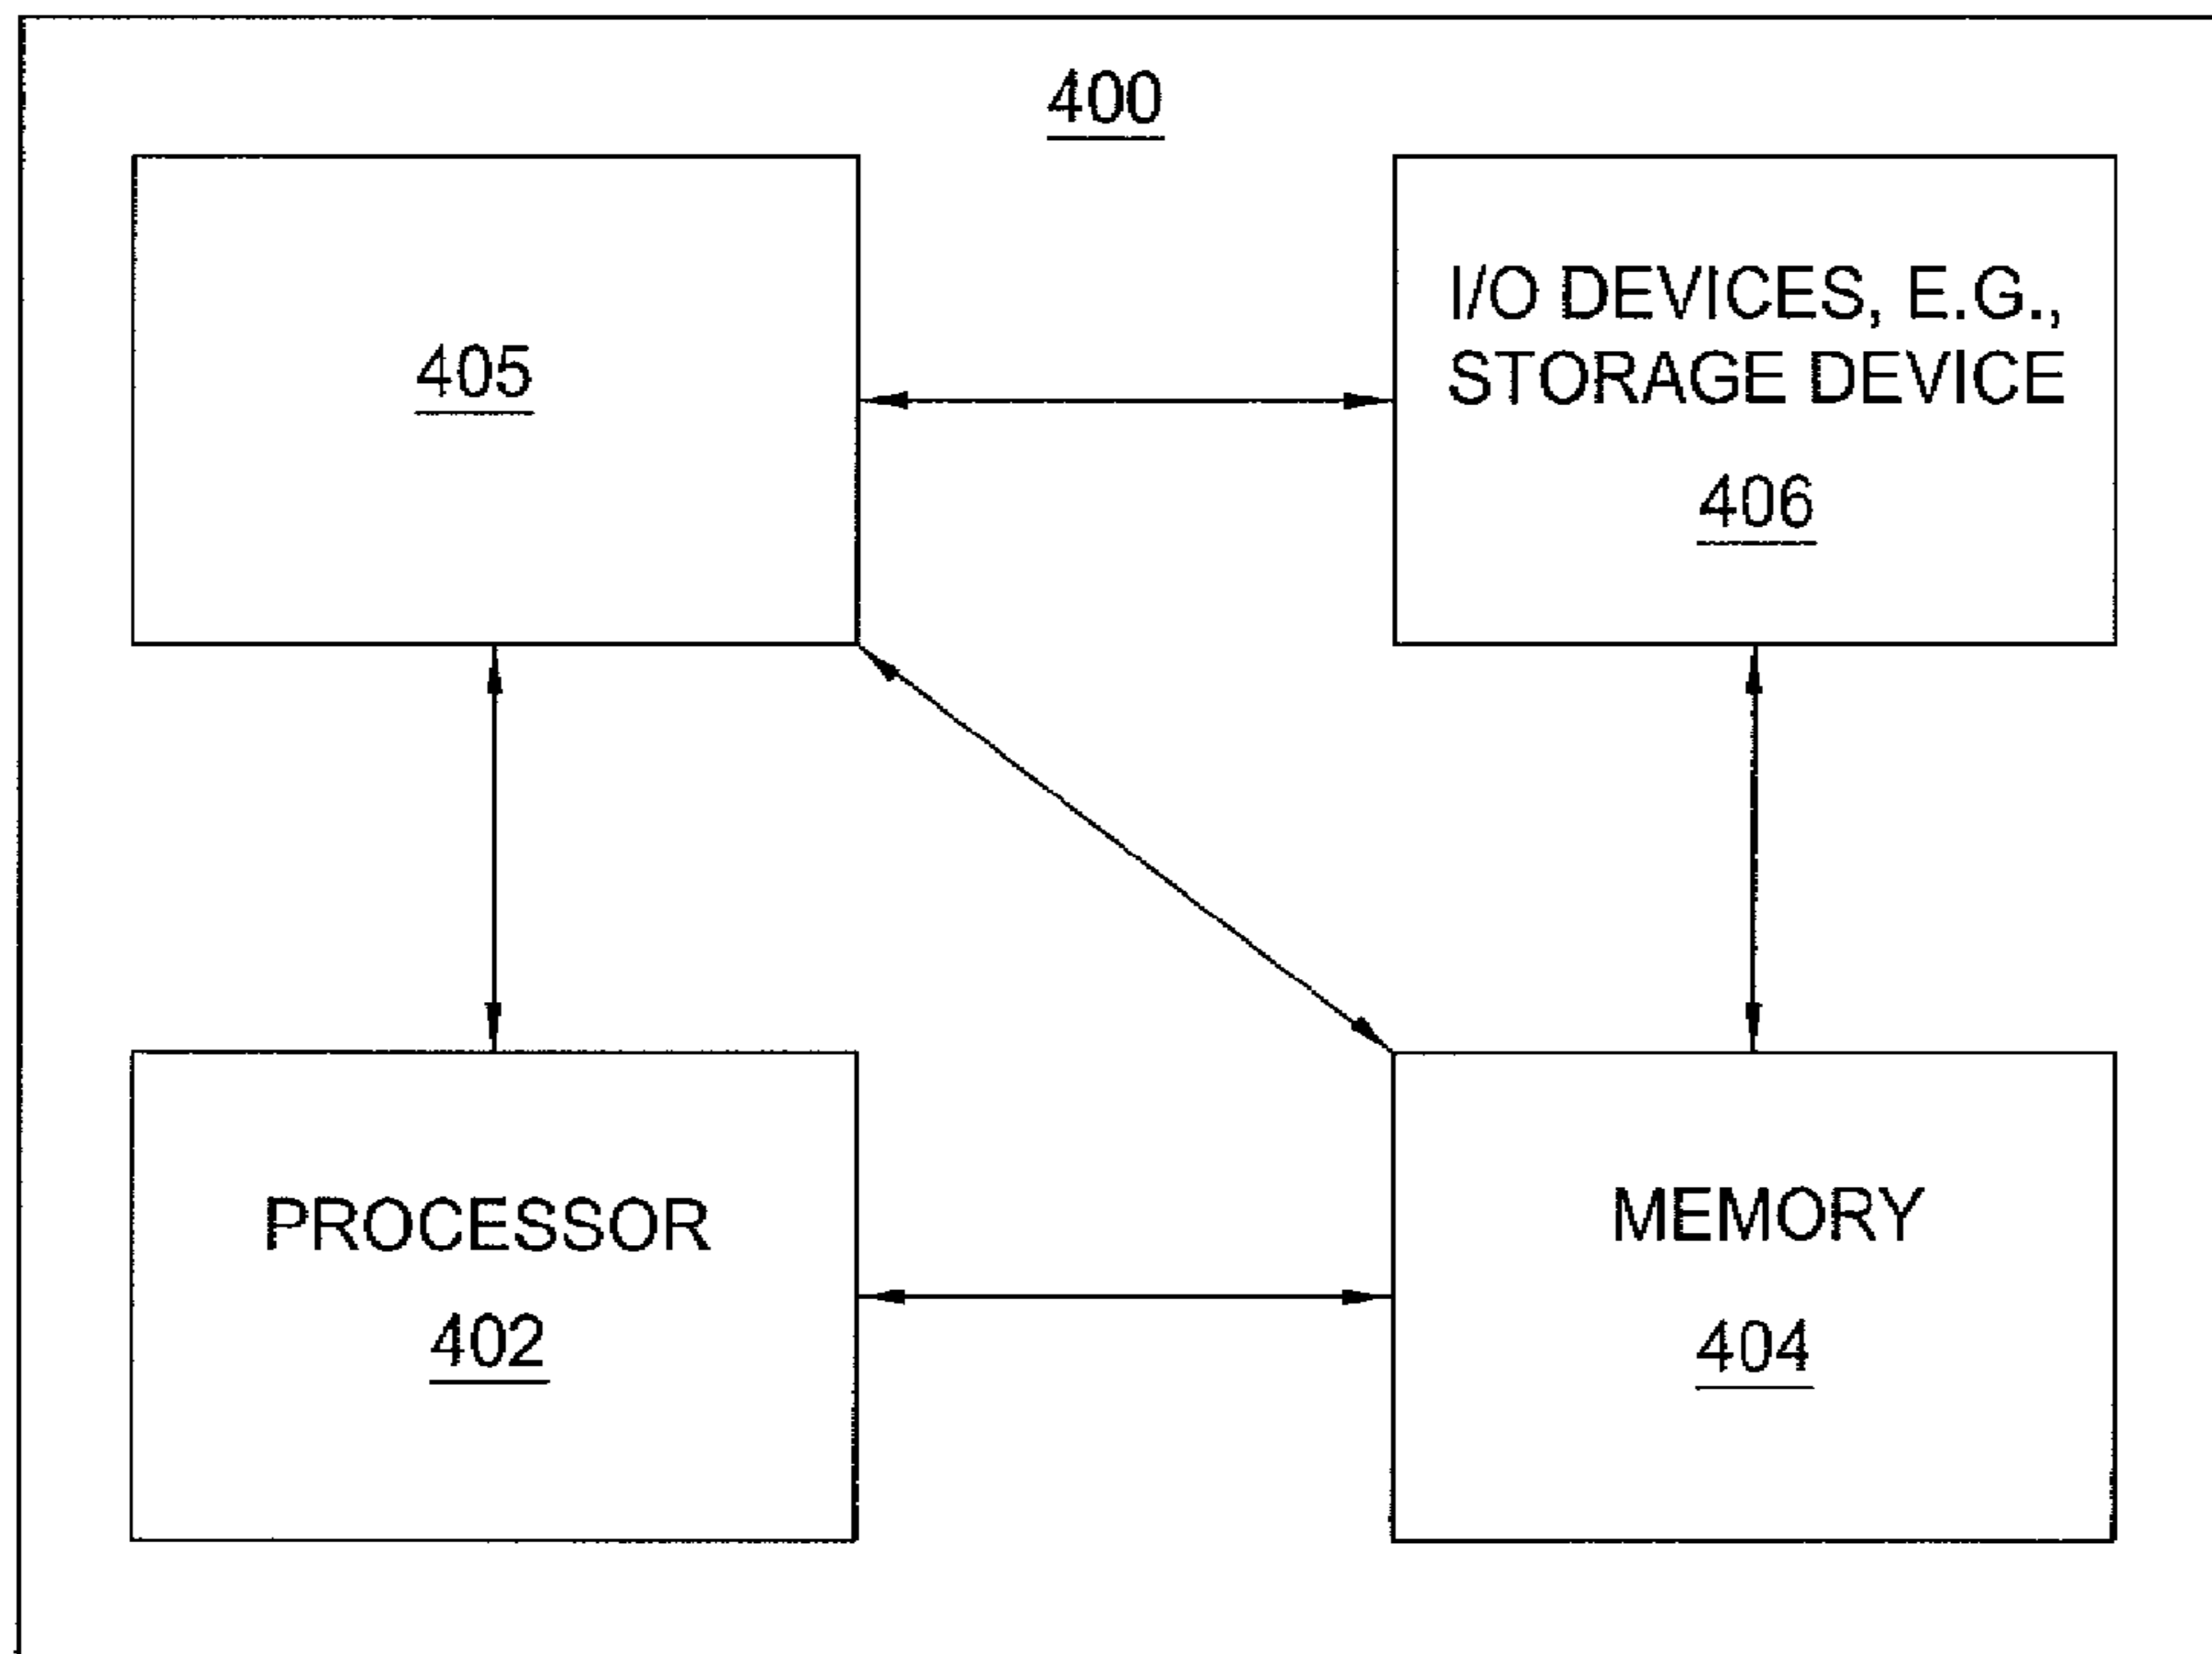 400
405
I/O DEVICES, E.G.,
STORAGE DEVICE
406
PROCESSOR
402
MEMORY
404